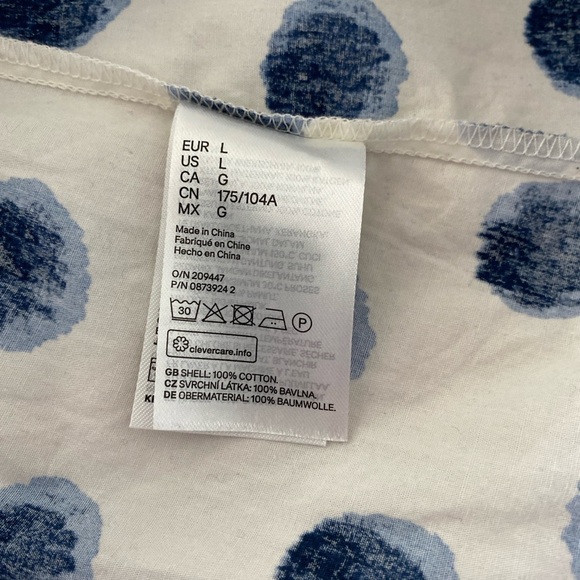 EUR L
US L
CA G
CN 175/104A
MX G
Made in China
Fabriqué en Chine
Hecho en China
O/N 209447
P/N 0873924 2
30
P
clevercare.info
GB SHELL: 100% COTTON.
CZ SVRCHNÍ LÁTKA: 100% BAVLNA.
DE OBERMATERIAL: 100% BAUMWOLLE.